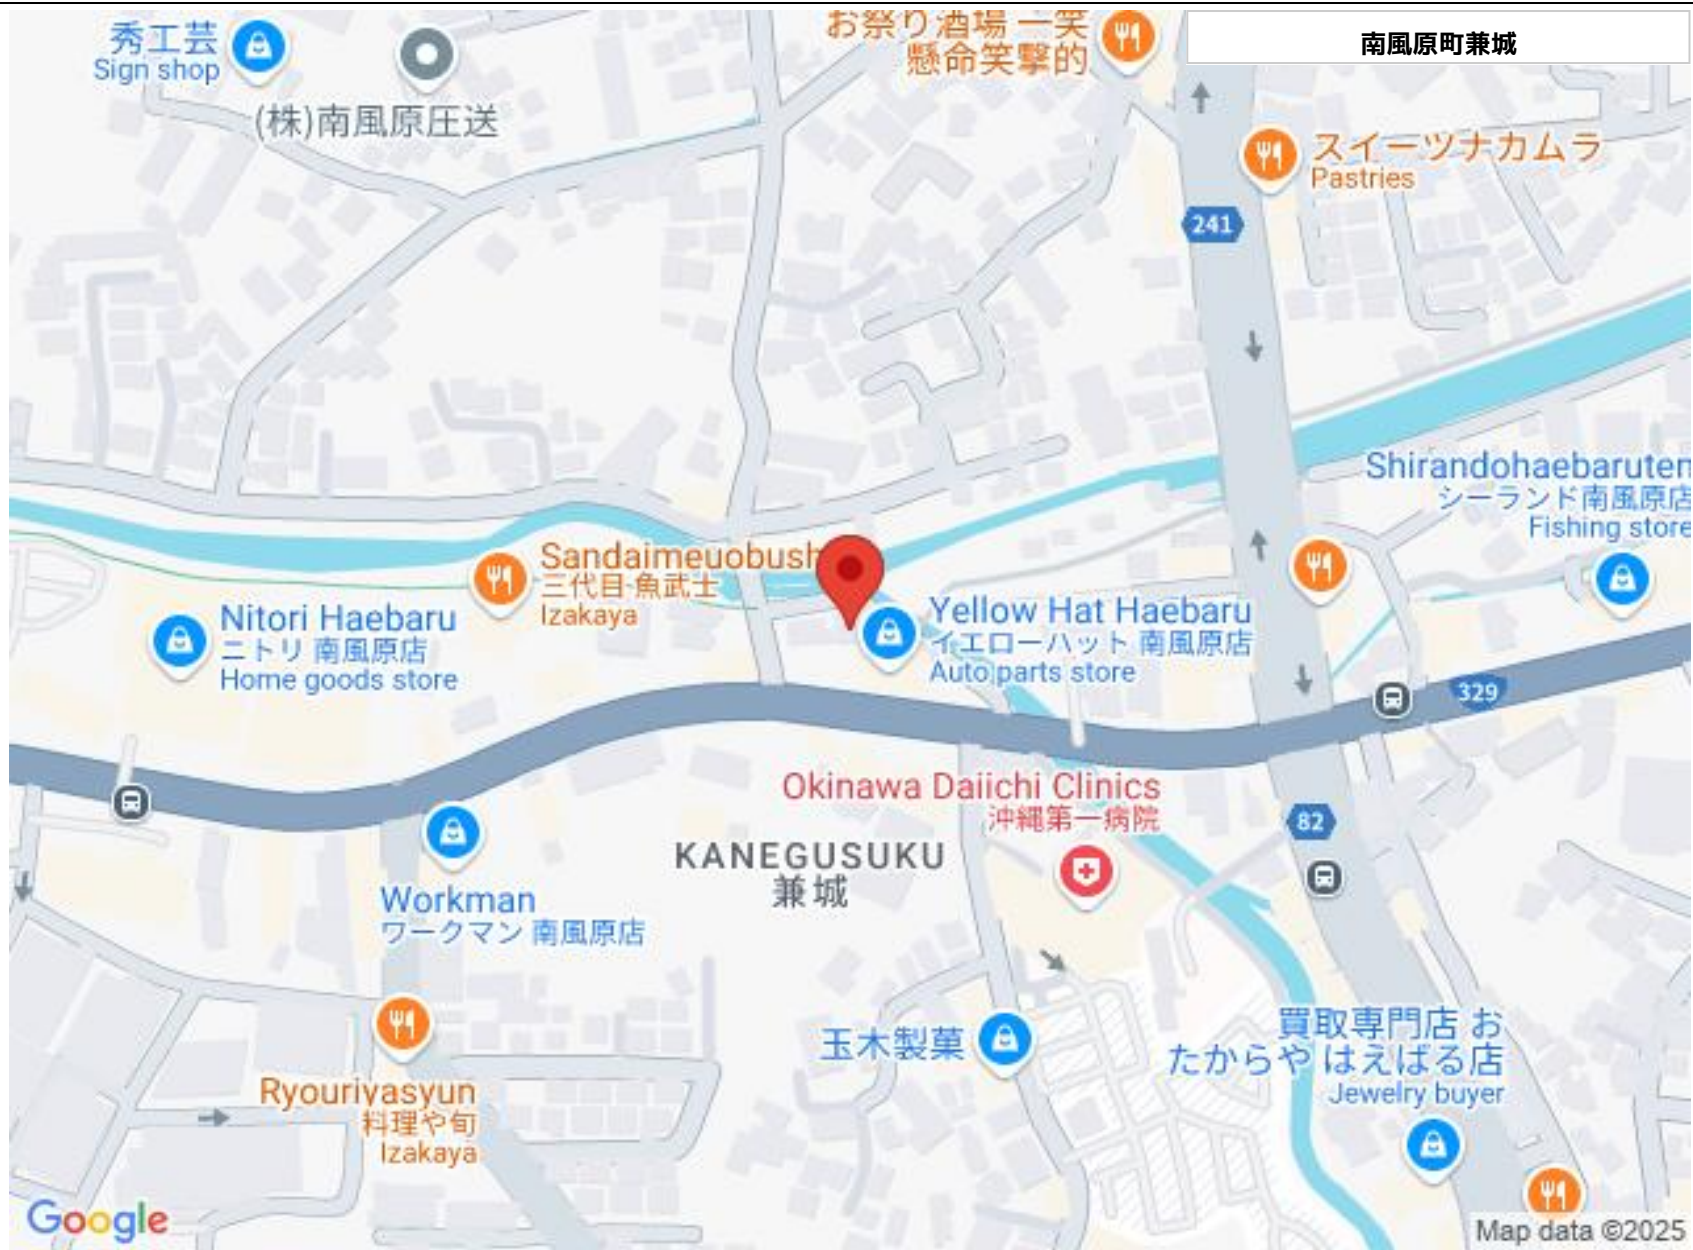 南風原町兼城
秀工芸
Sign shop
(株)南風原圧送
お祭り酒場 一笑
懸命笑撃的
スイーツナカムラ
Pastries
241
Shirandohaebaruten
シーランド南風原店
Fishing store
Sandaimeuobush
三代目 魚武士
Izakaya
Nitori Haebaru
ニトリ 南風原店
Home goods store
Yellow Hat Haebaru
イエローハット 南風原店
Auto parts store
329
Okinawa Daiichi Clinics
沖縄第一病院
82
KANEGUSUKU
兼城
Workman
ワークマン 南風原店
玉木製菓
買取専門店 お
たからや はえばる店
Jewelry buyer
Ryouriyasyun
料理や旬
Izakaya
Google
Map data ©2025